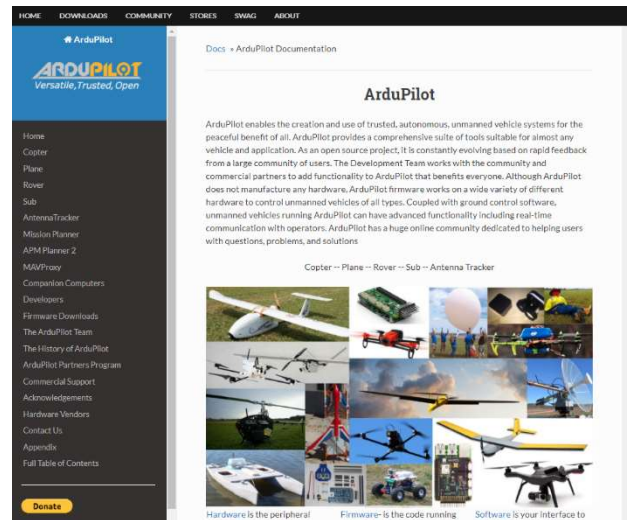 HOME DOWNLOADS COMMUNITY STORES SWAG ABOUT
ArduPilot
ARDUPILOT
Versatile, Trusted, Open
Home
Copter
Plane
Rover
Sub
AntennaTracker
Mission Planner
APM Planner 2
MAVProxy
Companion Computers
Developers
Firmware Downloads
The ArduPilot Team
The History of ArduPilot
ArduPilot Partners Program
Commercial Support
Acknowledgements
Hardware Vendors
Contact Us
Appendix
Full Table of Contents
Donate
Docs » ArduPilot Documentation
ArduPilot
ArduPilot enables the creation and use of trusted, autonomous, unmanned vehicle systems for the
peaceful benefit of all. ArduPilot provides a comprehensive suite of tools suitable for almost any
vehicle and application. As an open source project, it is constantly evolving based on rapid feedback
from a large community of users. The Development Team works with the community and
commercial partners to add functionality to ArduPilot that benefits everyone. Although ArduPilot
does not manufacture any hardware, ArduPilot firmware works on a wide variety of different
hardware to control unmanned vehicles of all types. Coupled with ground control software,
unmanned vehicles running ArduPilot can have advanced functionality including real-time
communication with operators. ArduPilot has a huge online community dedicated to helping users
with questions, problems, and solutions
Copter -- Plane -- Rover -- Sub -- Antenna Tracker
Hardware is the peripheral
Firmware- is the code running
Software is your interface to